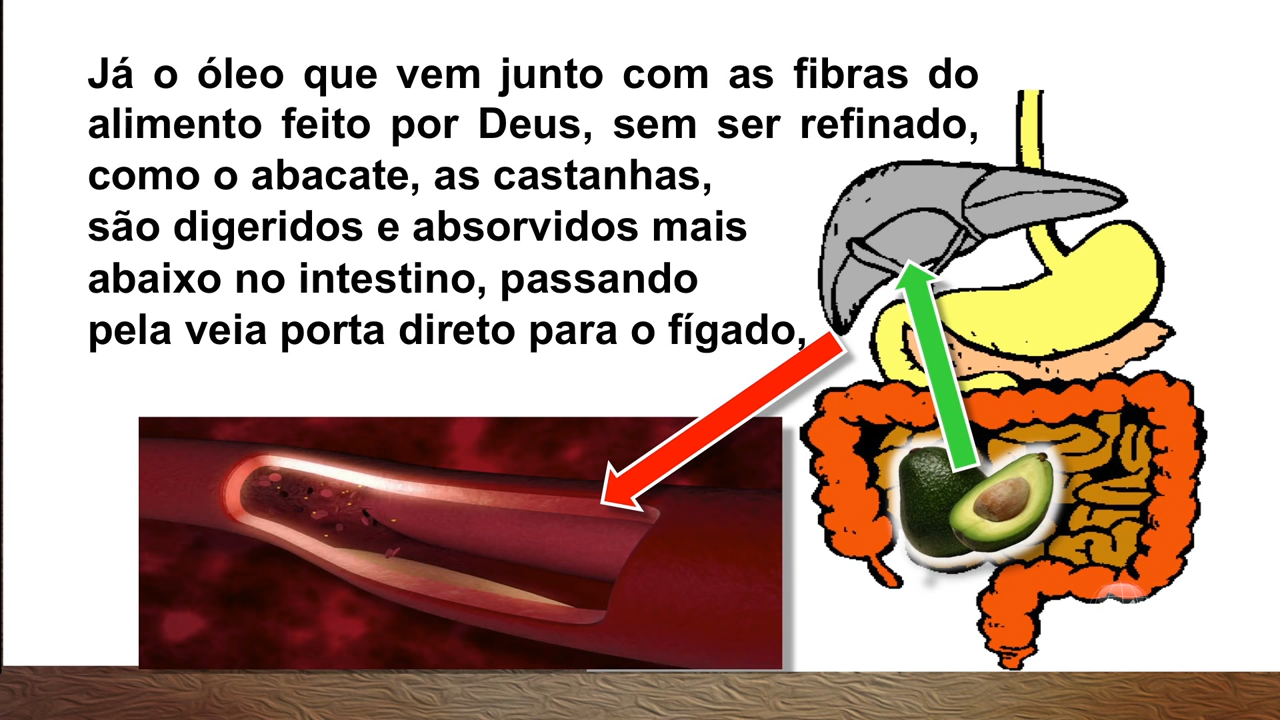 Já o óleo que vem junto com as fibras do
alimento feito por Deus, sem ser refinado,
como o abacate, as castanhas,
são digeridos e absorvidos mais
abaixo no intestino, passando
pela veia porta direto para o fígado,